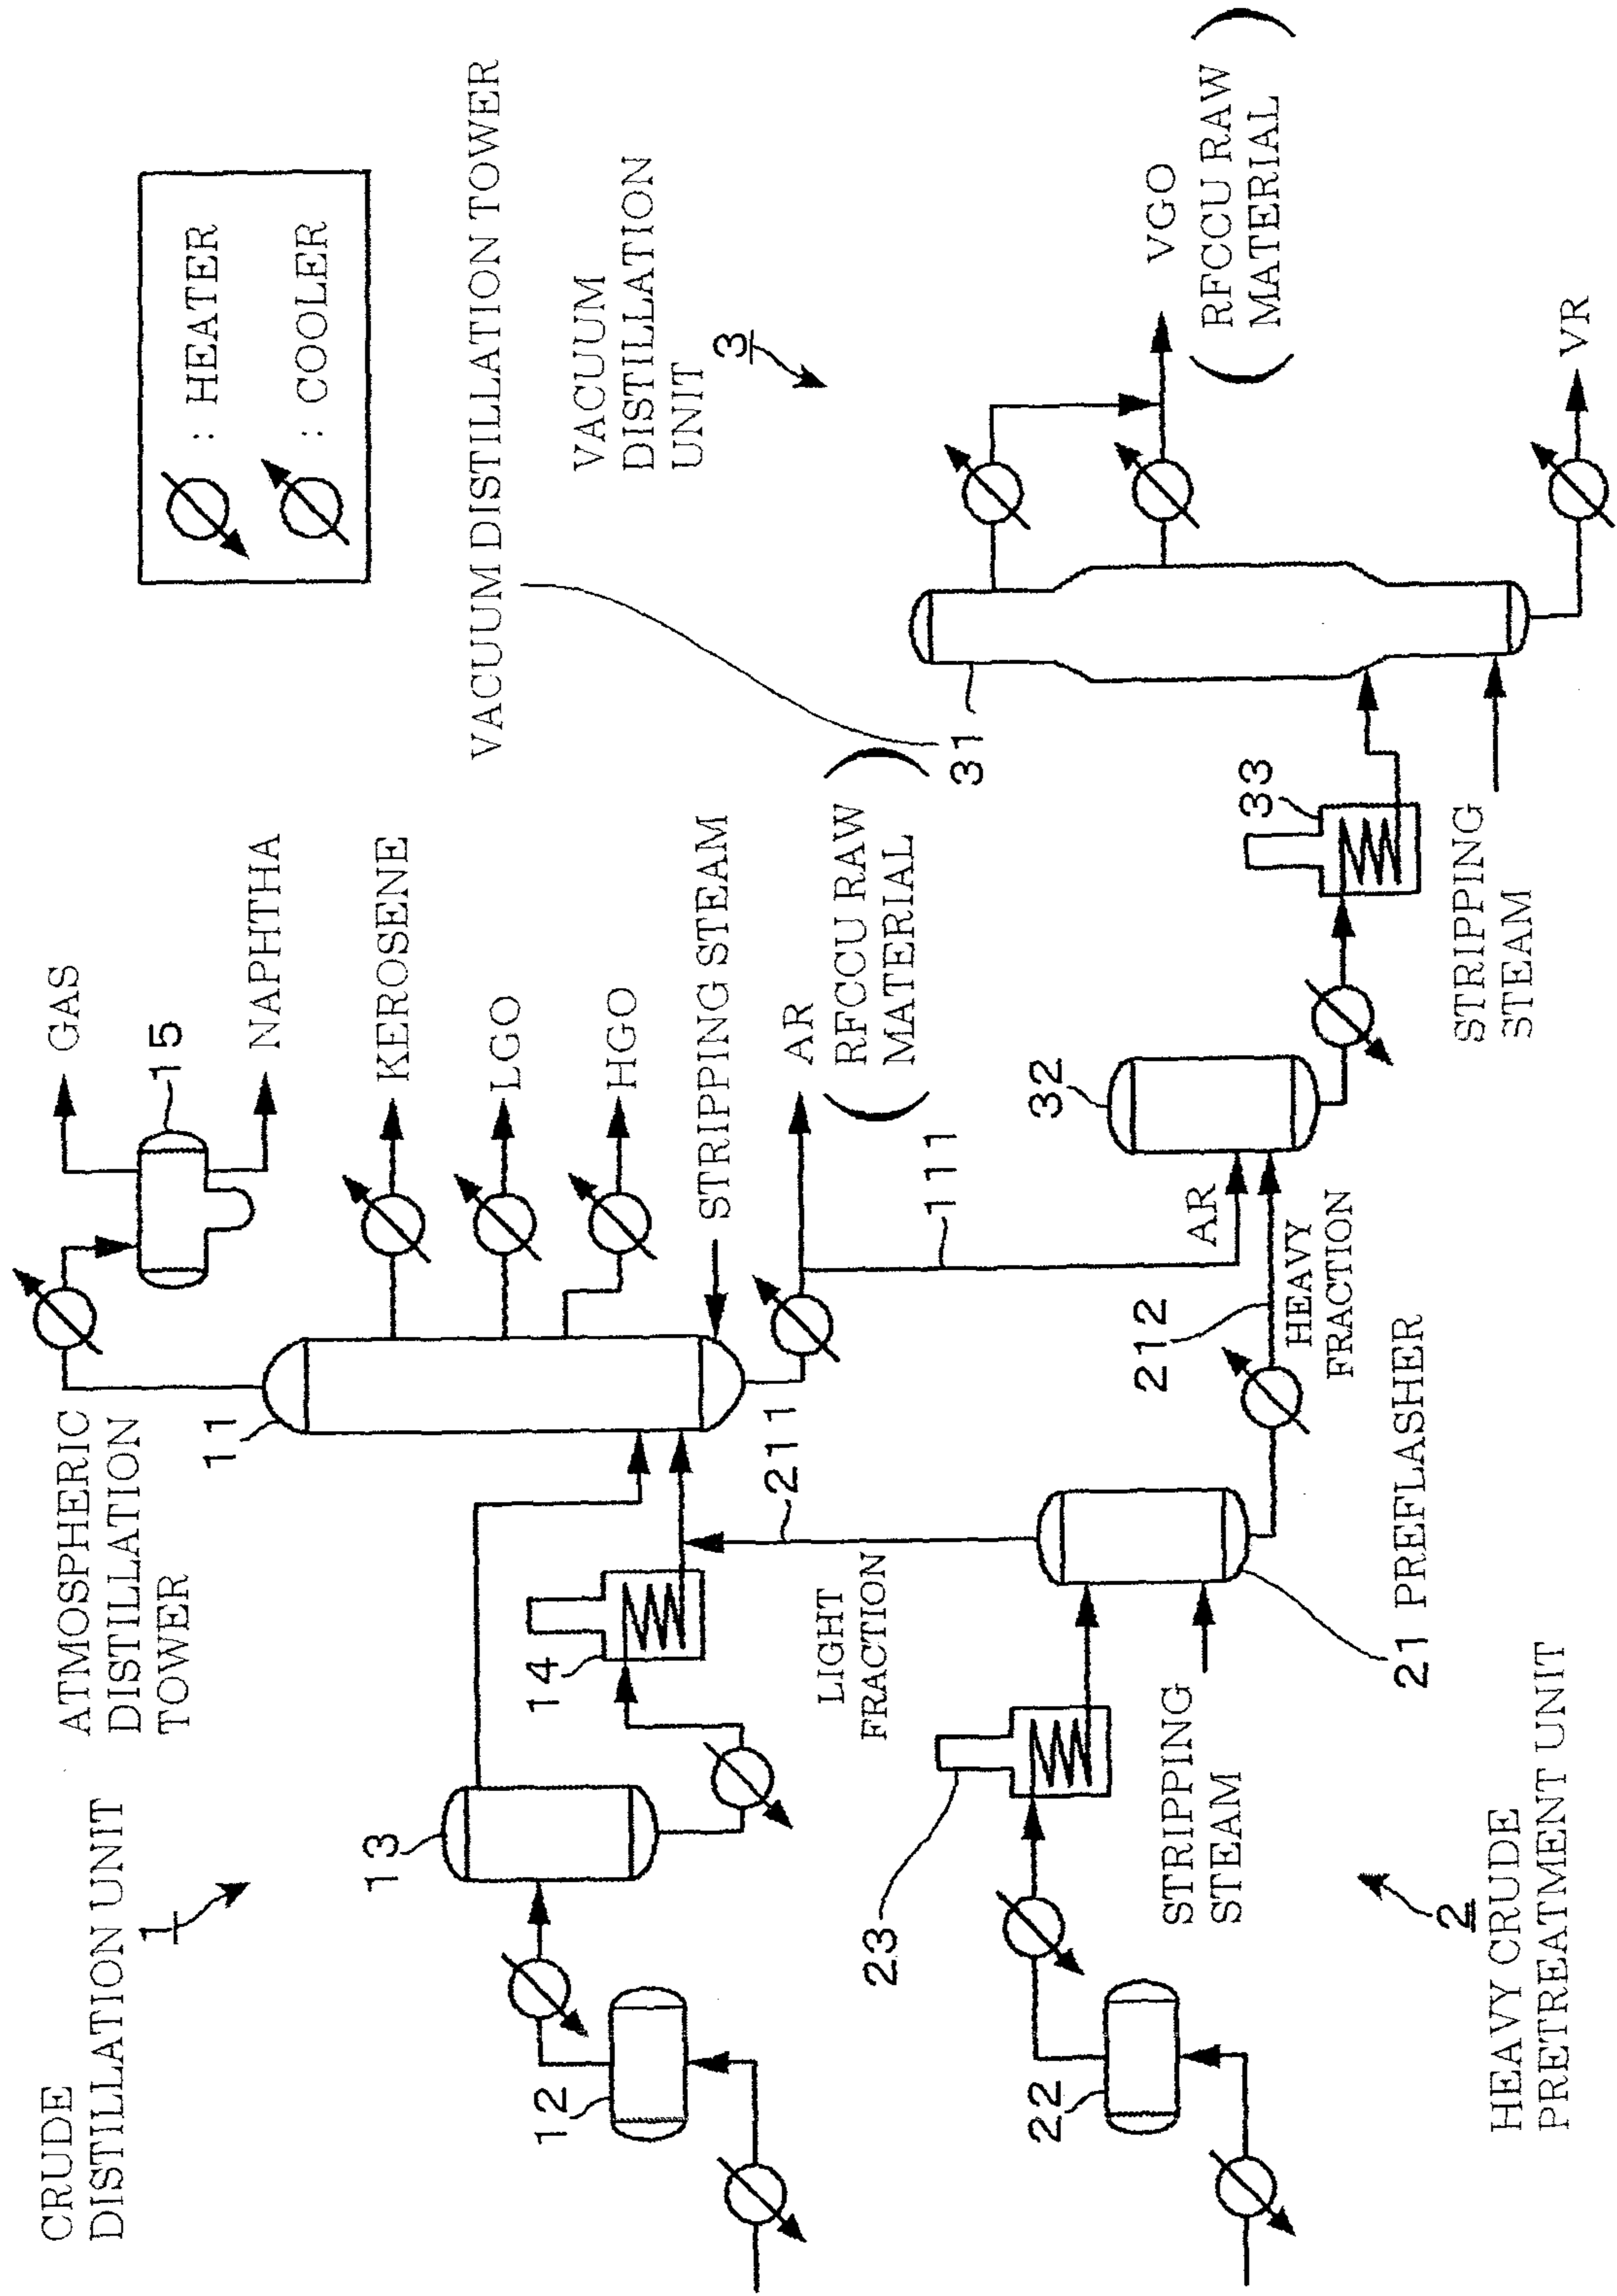 CRUDE
DISTILLATION UNIT
1
ATMOSPHERIC
DISTILLATION
TOWER
11
GAS
15
NAPHTHA
KEROSENE
LGO
HGO
STRIPPING STEAM
AR
(RFCCU RAW
MATERIAL)
: HEATER
: COOLER
VACUUM DISTILLATION TOWER
VACUUM
DISTILLATION
UNIT
3
12
13
14
211
LIGHT
FRACTION
111
AR
212
HEAVY
FRACTION
32
33
31
STRIPPING
STEAM
VGO
(RFCCU RAW
MATERIAL)
VR
22
23
STRIPPING
STEAM
21 PREFLASHER
2
HEAVY CRUDE
PRETREATMENT UNIT